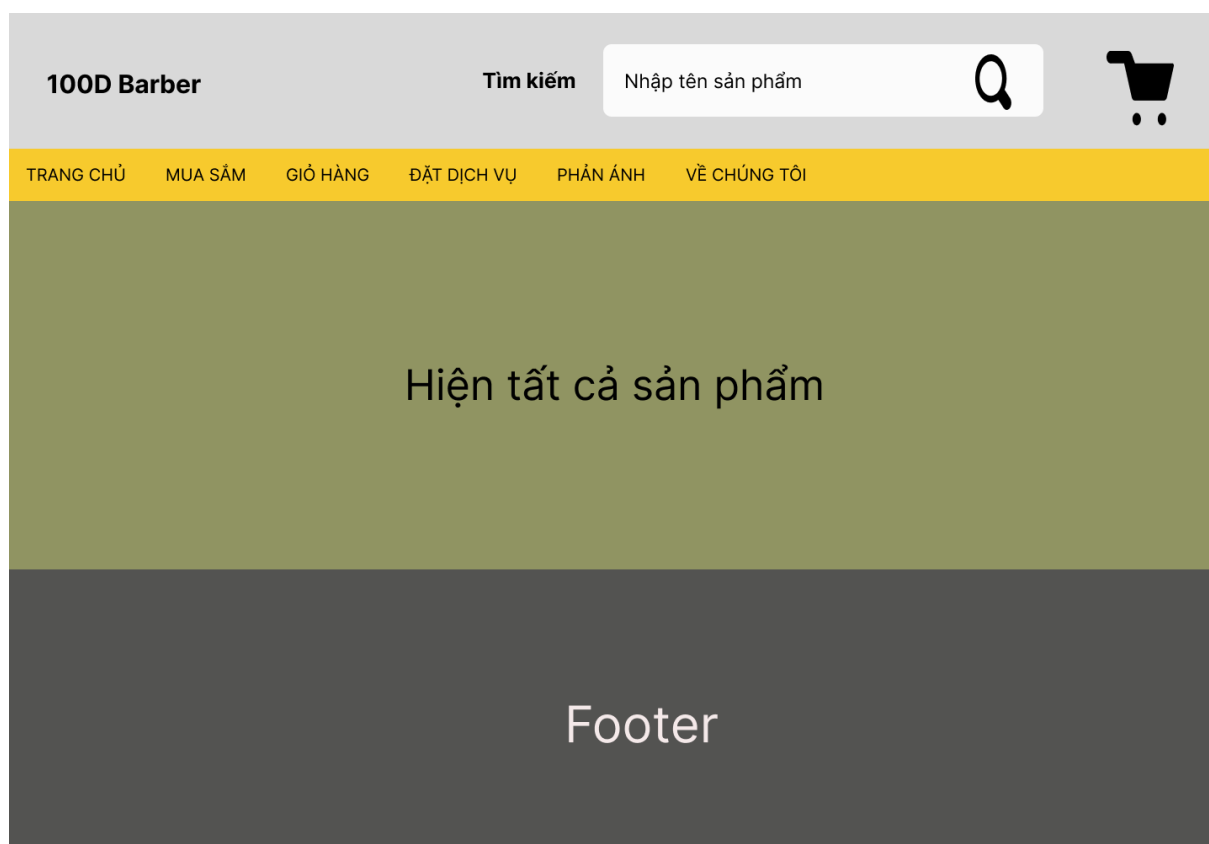 100D Barber
Tìm kiếm
Nhập tên sản phẩm
TRANG CHỦ MUA SẮM GIỎ HÀNG ĐẶT DỊCH VỤ PHẢN ÁNH VỀ CHÚNG TÔI
Hiện tất cả sản phẩm
Footer